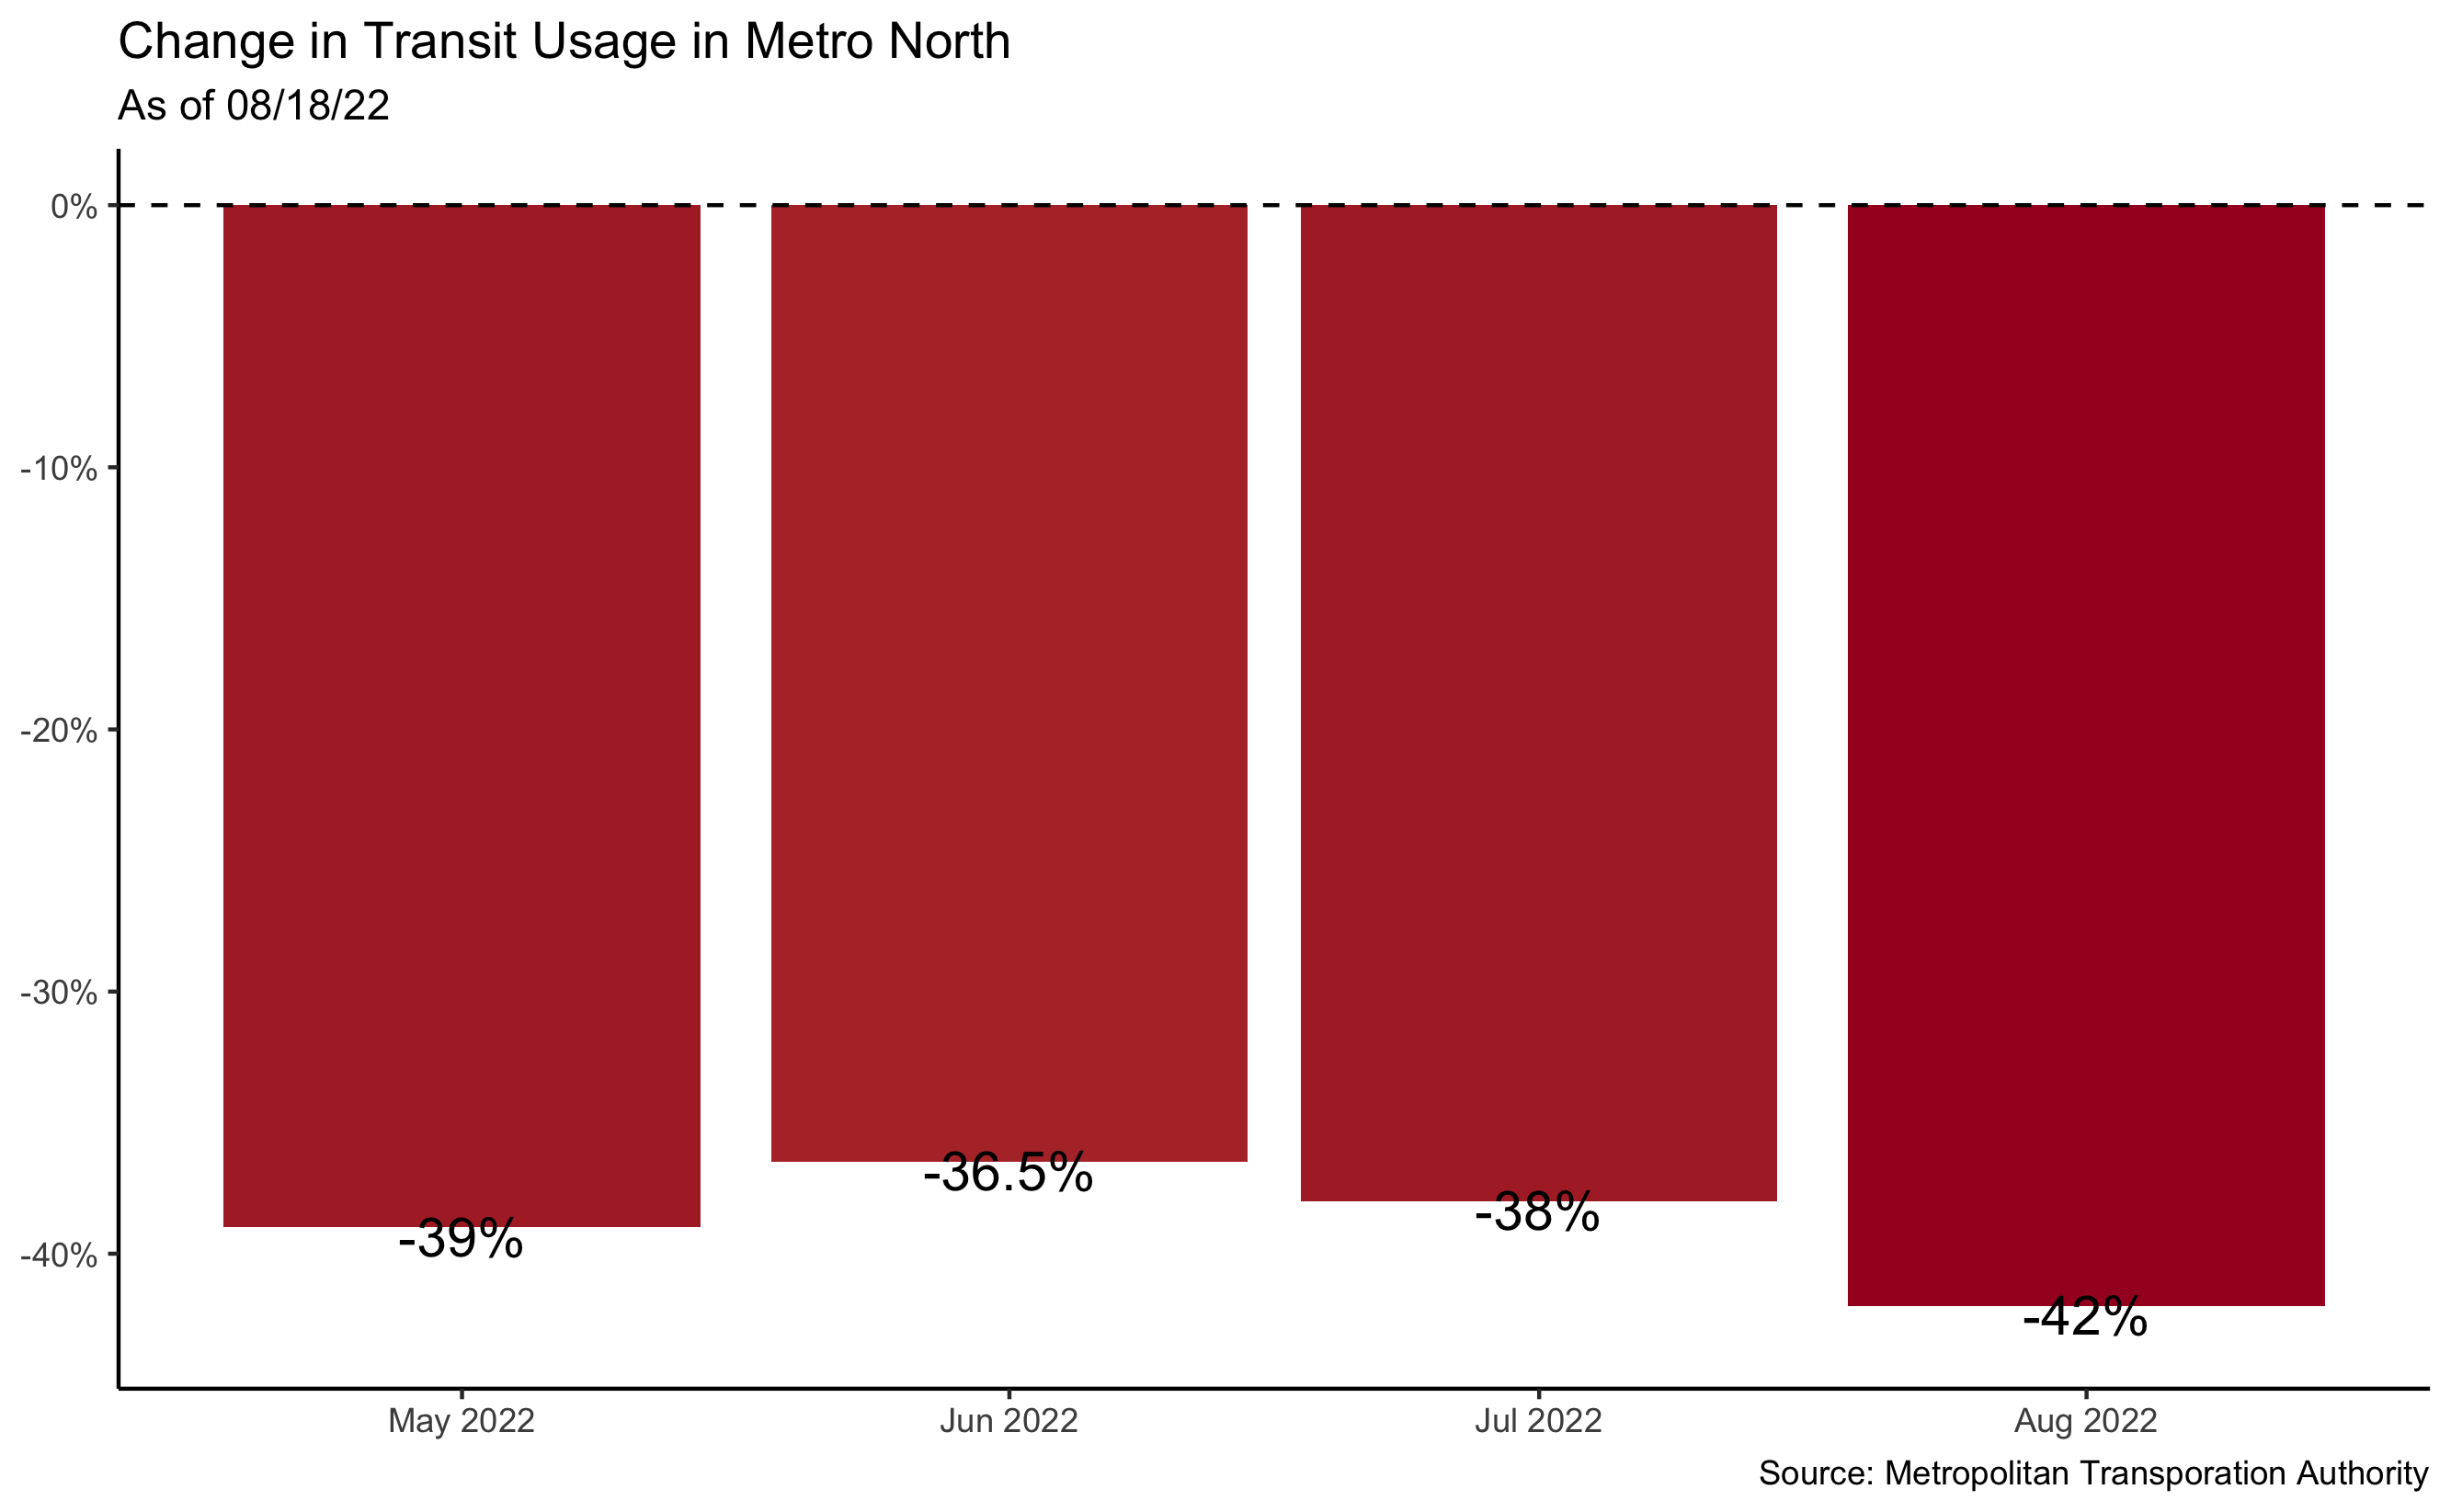 Change in Transit Usage in Metro North
As of 08/18/22
0%
-10%
-20%
-30%
-40%
-39%
-36.5%
-38%
-42%
May 2022
Jun 2022
Jul 2022
Aug 2022
Source: Metropolitan Transporation Authority